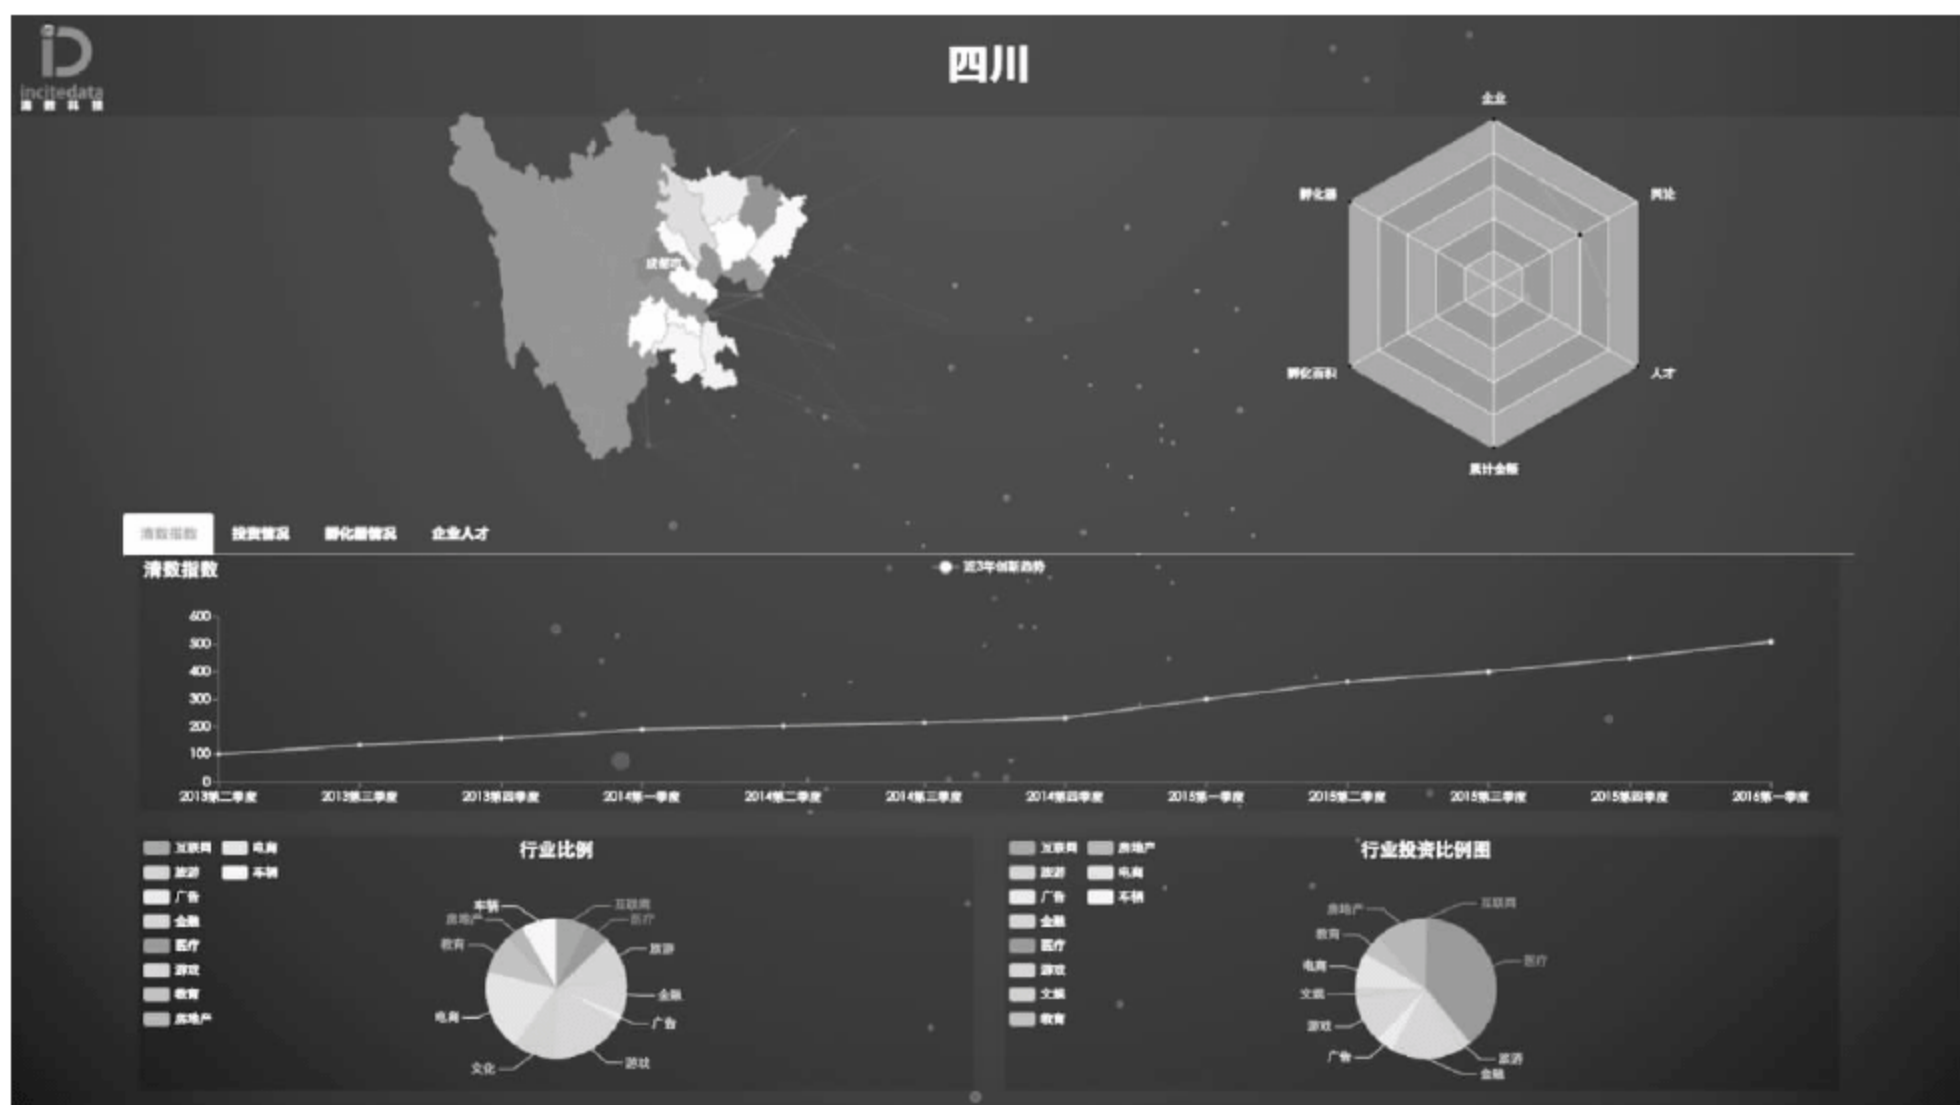 incitedata
清数科技
四川
成都市
企业
舆论
人才
累计金额
孵化面积
孵化器
清数指数
投资情况
孵化器情况
企业人才
清数指数
近3年创新趋势
600
500
400
300
200
100
0
2013第二季度
2013第三季度
2013第四季度
2014第一季度
2014第二季度
2014第三季度
2014第四季度
2015第一季度
2015第二季度
2015第三季度
2015第四季度
2016第一季度
行业比例
互联网 电商
旅游 车辆
广告
金融
医疗
游戏
教育
房地产
车辆
互联网
房地产
医疗
教育
旅游
金融
电商
广告
文化
游戏
行业投资比例图
互联网 房地产
旅游 电商
广告 车辆
金融
医疗
游戏
文娱
教育
房地产
互联网
教育
医疗
电商
文娱
游戏
广告
旅游
金融